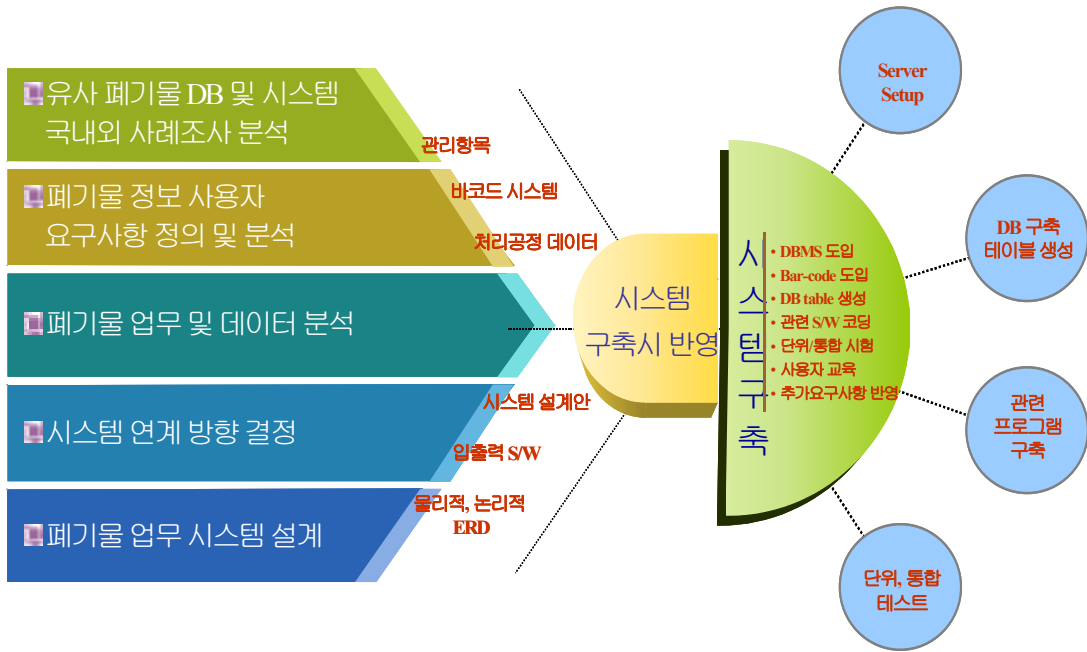 유사 폐기물 DB 및 시스템
국내외 사례조사 분석
폐기물 정보 사용자
요구사항 정의 및 분석
폐기물 업무 및 데이터 분석
시스템 연계 방향 결정
폐기물 업무 시스템 설계
관리항목
바코드 시스템
처리공정 데이터
시스템 설계안
입출력 S/W
물리적, 논리적
ERD
시스템
구축시 반영
시스템구축
• DBMS 도입
• Bar-code 도입
• DB table 생성
• 관련 S/W 코딩
• 단위/통합 시험
• 사용자 교육
• 추가요구사항 반영
Server
Setup
DB 구축
테이블 생성
관련
프로그램
구축
단위, 통합
테스트